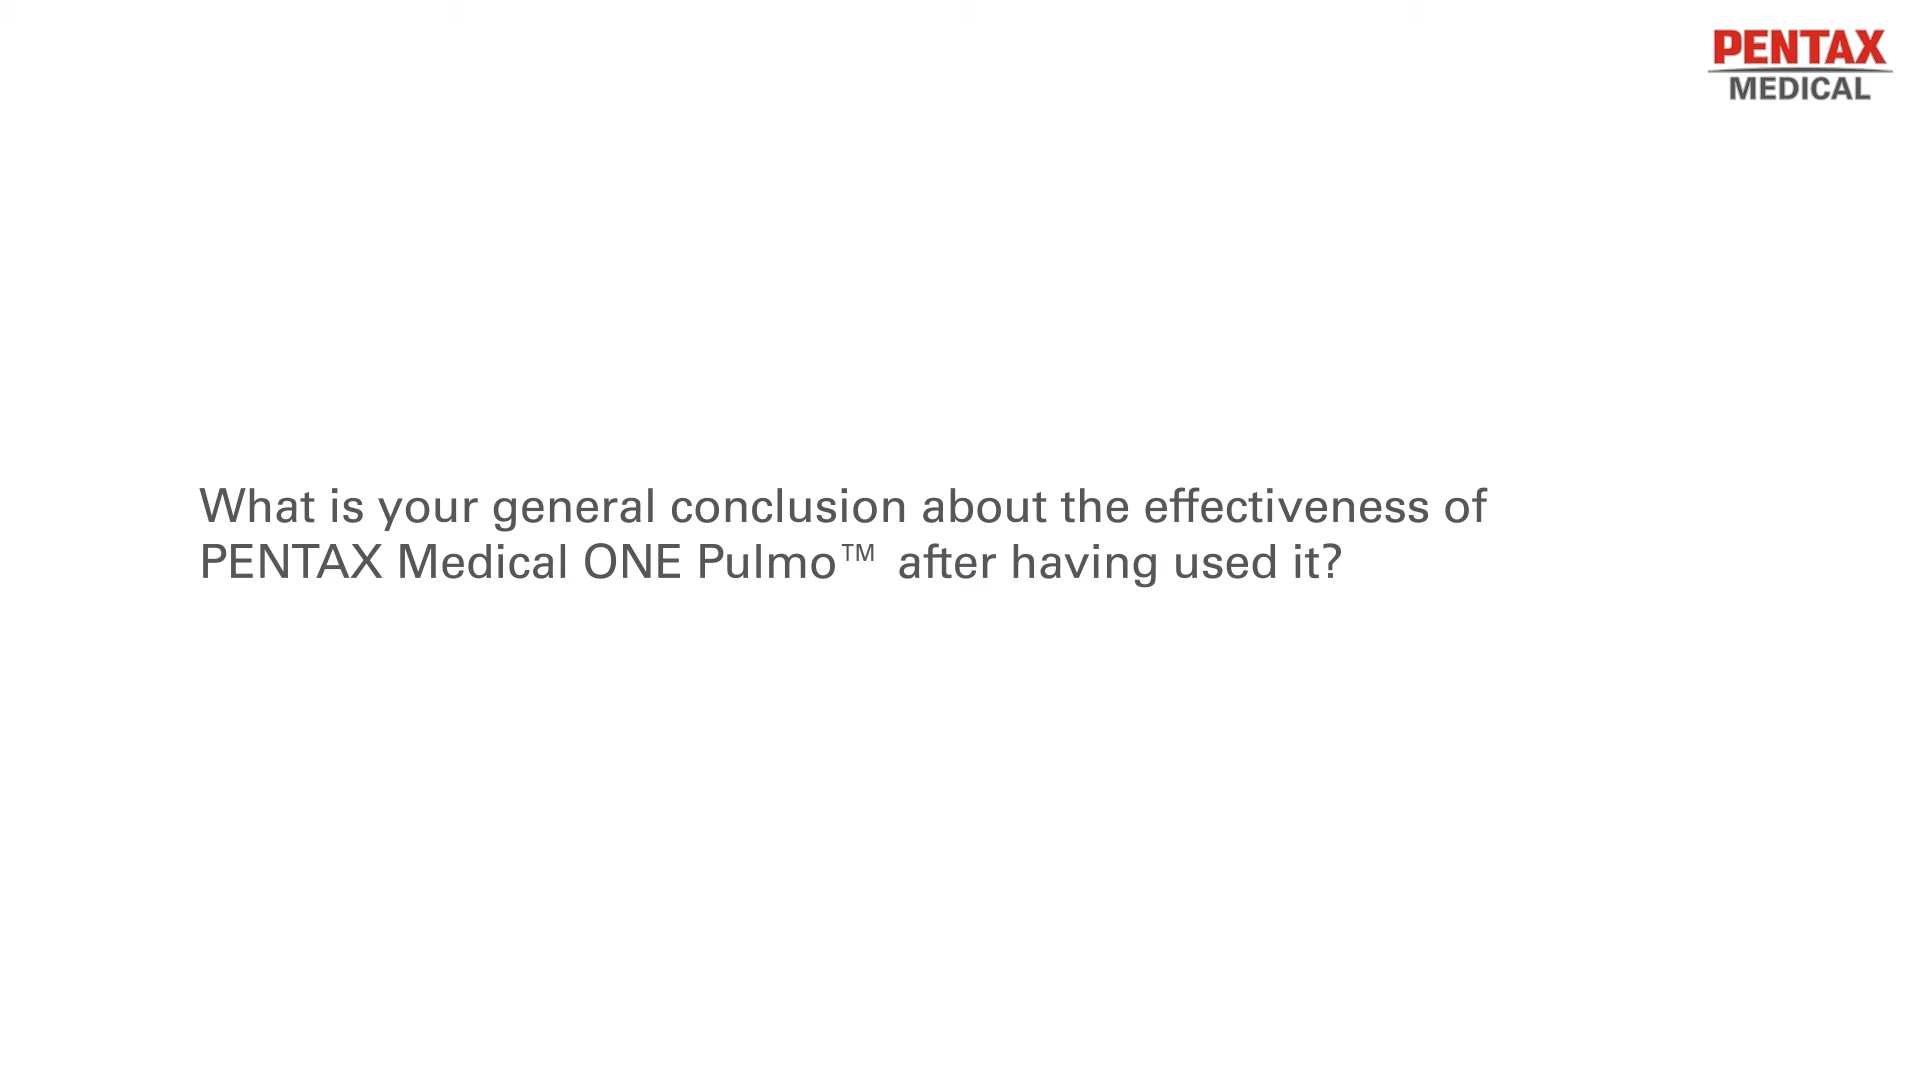 PENTAX
MEDICAL
What is your general conclusion about the effectiveness of
PENTAX Medical ONE Pulmo™ after having used it?